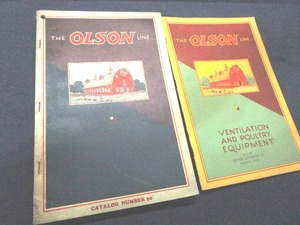 THE OLSON LINE
CATALOG NUMBER
THE OLSON LINE
VENTILATION
AND POULTRY
EQUIPMENT